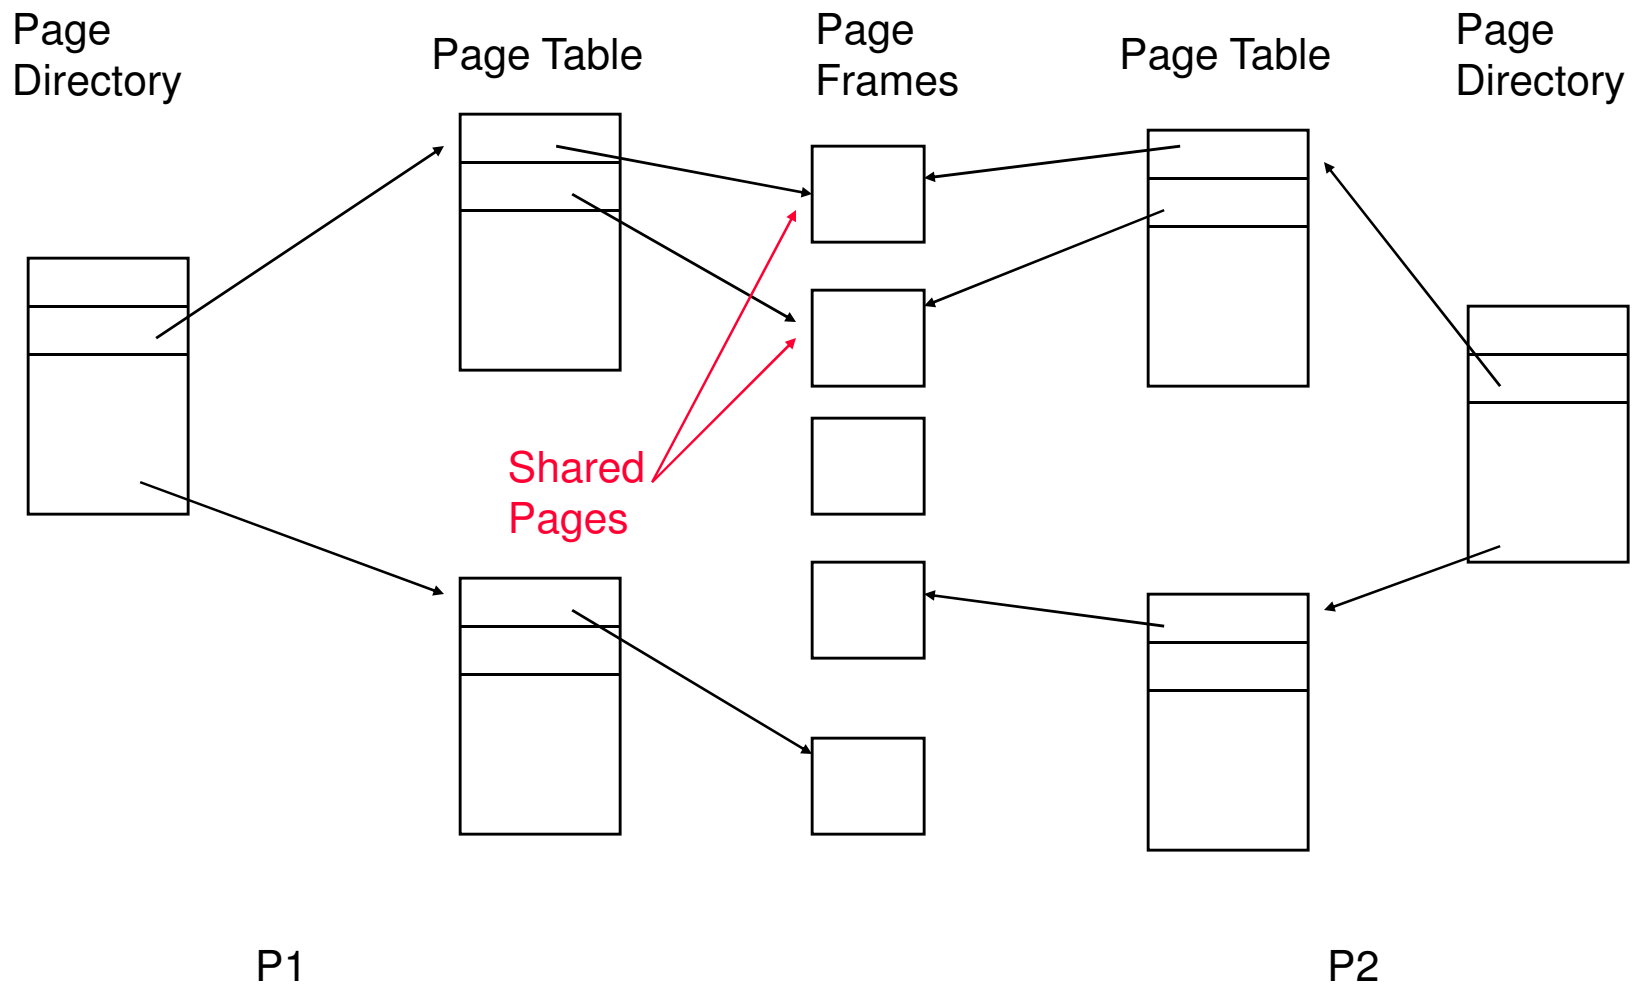 Page
Directory
Page Table
Page
Frames
Page Table
Page
Directory
Shared
Pages
P1
P2